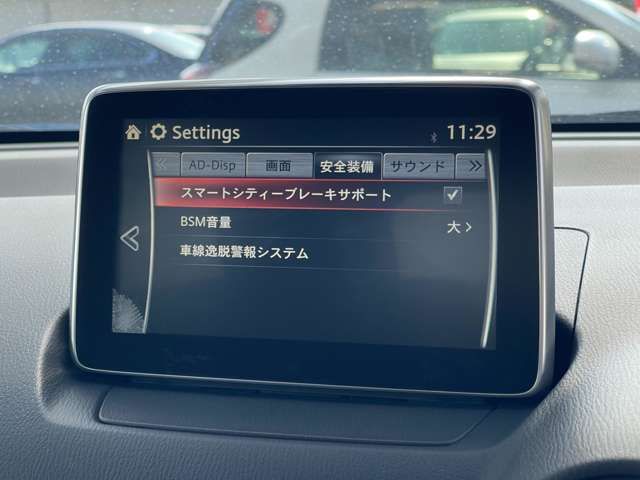 Settings 11:29
AD-Disp 画面 安全装備 サウンド
スマートシティーブレーキサポート
BSM音量 大
車線逸脱警報システム